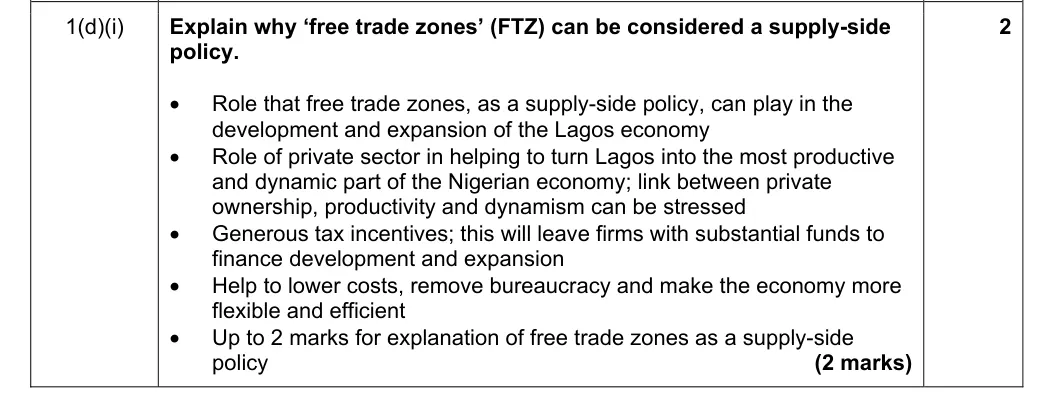 1(d)(i)
Explain why ‘free trade zones’ (FTZ) can be considered a supply-side
policy.
2
• Role that free trade zones, as a supply-side policy, can play in the
development and expansion of the Lagos economy
• Role of private sector in helping to turn Lagos into the most productive
and dynamic part of the Nigerian economy; link between private
ownership, productivity and dynamism can be stressed
• Generous tax incentives; this will leave firms with substantial funds to
finance development and expansion
• Help to lower costs, remove bureaucracy and make the economy more
flexible and efficient
• Up to 2 marks for explanation of free trade zones as a supply-side
policy (2 marks)